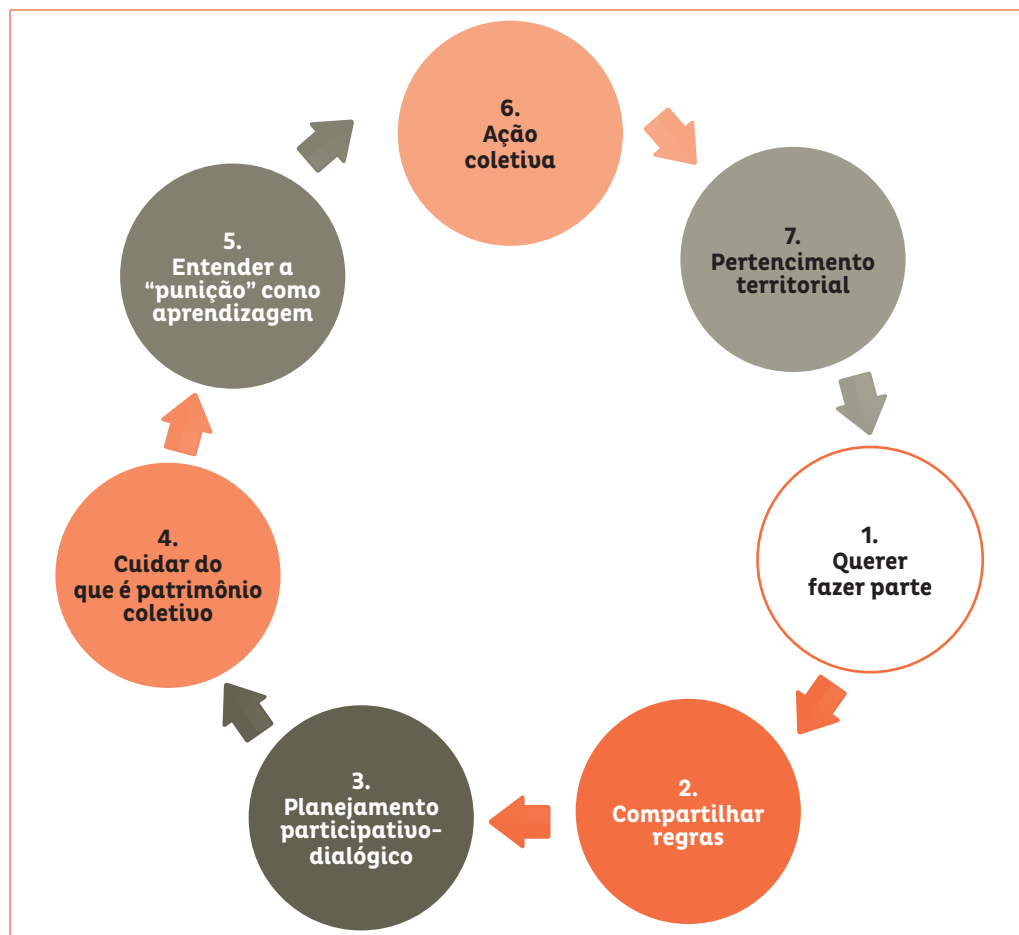 6.
Ação
coletiva
7.
Pertencimento
territorial
1.
Querer
fazer parte
2.
Compartilhar
regras
3.
Planejamento
participativo-
dialógico
4.
Cuidar do
que é patrimônio
coletivo
5.
Entender a
“punição” como
aprendizagem